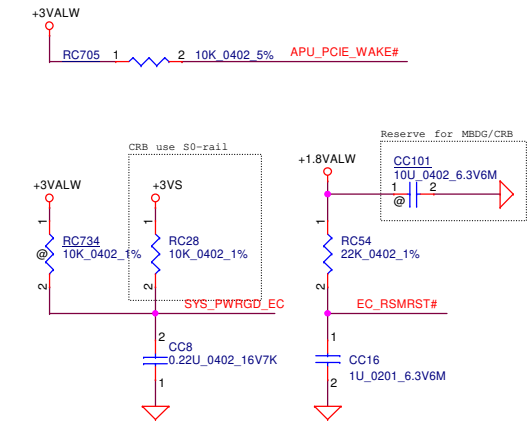 +3VALW
RC705 1 2 10K_0402_5% APU_PCIE_WAKE#
Reserve for MBDG/CRB
CRB use S0-rail
+1.8VALW
CC101
10U_0402_6.3V6M
1 2
@
+3VALW
+3VS
1
1
1
@
RC734
10K_0402_1%
RC28
10K_0402_1%
RC54
22K_0402_1%
2
2
2
SYS_PWRGD_EC
EC_RSMRST#
2
CC8
0.22U_0402_16V7K
1
1
CC16
1U_0201_6.3V6M
2